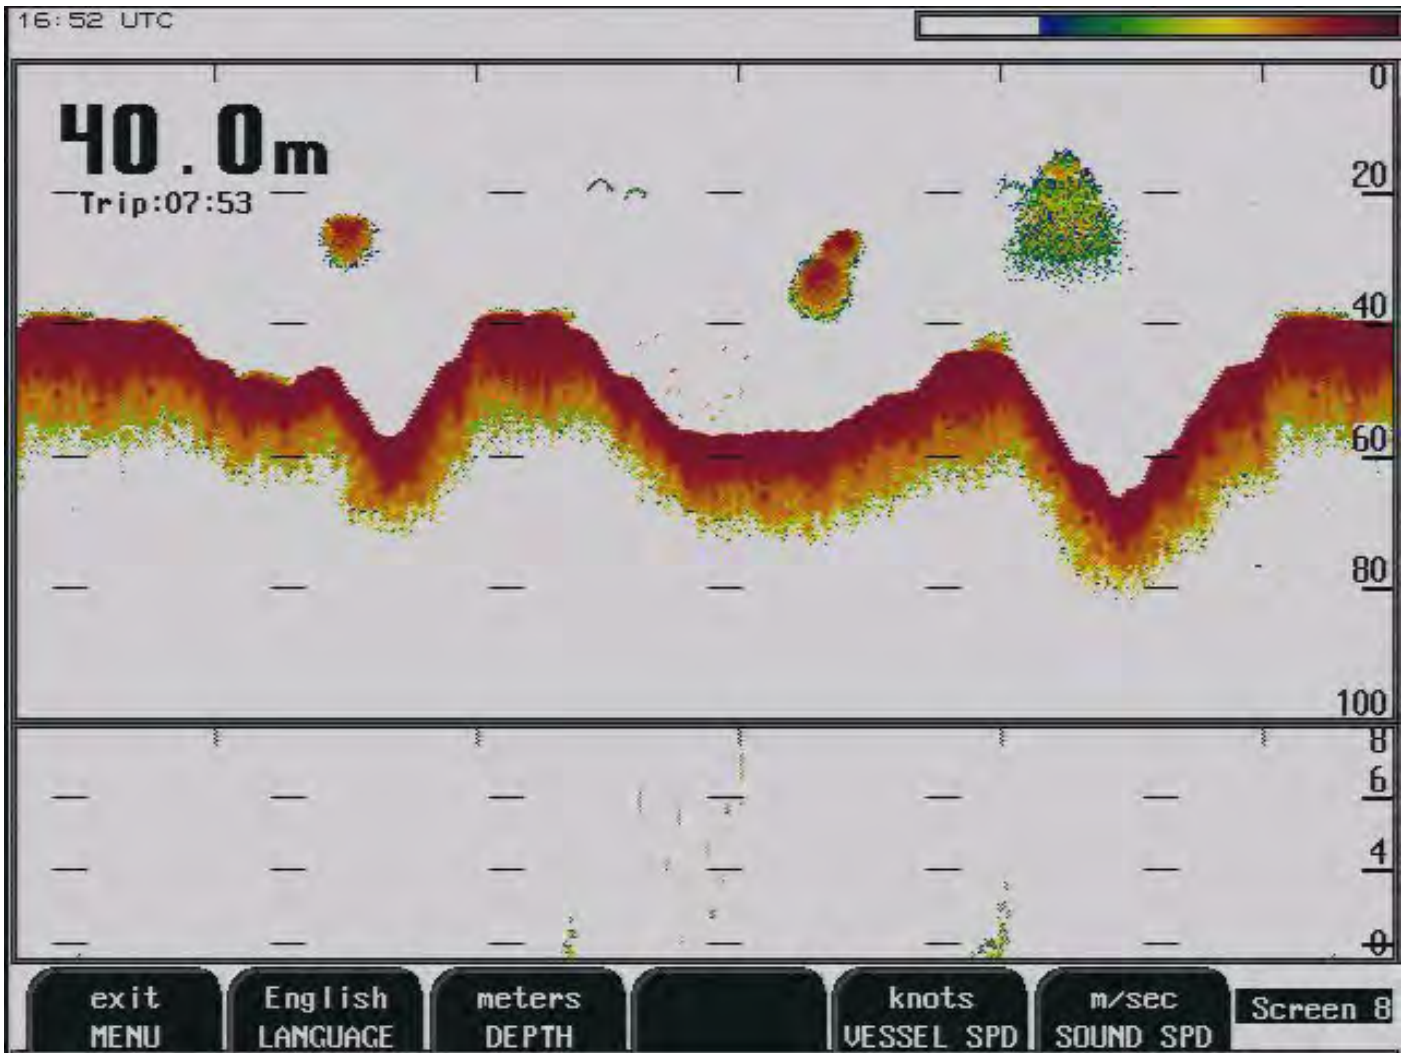 16:52 UTC
0
40.0m
20
Trip:07:53
40
60
80
100
8
6
4
0
exit English meters knots m/sec
MENU LANGUAGE DEPTH VESSEL SPD SOUND SPD
Screen 8